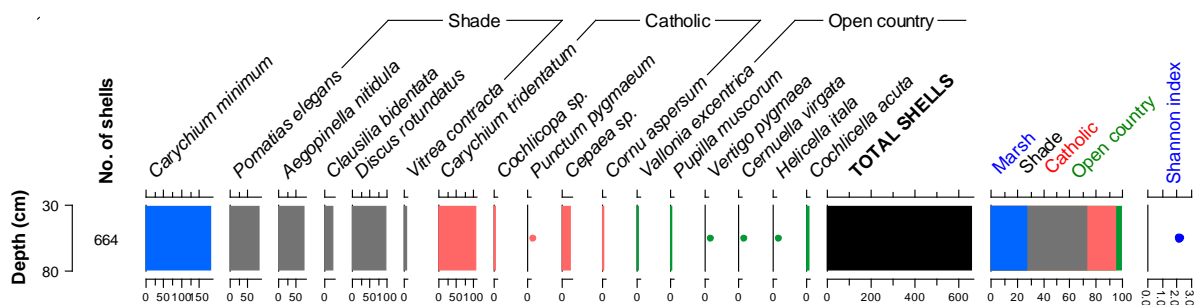 Shade Catholic Open country
No. of shells
Carychium minimum
Pomatias elegans
Aegopinella nitidula
Clausilia bidentata
Discus rotundatus
Vitrea contracta
Carychium tridentatum
Cochlicopa sp.
Punctum pygmaeum
Cepaea sp.
Cornu aspersum
Vallonia excentrica
Pupilla muscorum
Vertigo pygmaea
Cernuella virgata
Helicella itala
Cochlicella acuta
TOTAL SHELLS
Marsh
Shade
Catholic
Open country
Shannon index
Depth (cm)
30
664
80
0 50 100 150 0 50 0 50 0 0 50 100 0 0 50 100 0 0 0 0 0 0 0 0 0 0 0 200 400 600 0 20 40 60 80 100 0.0 1.0 2.0 3.0